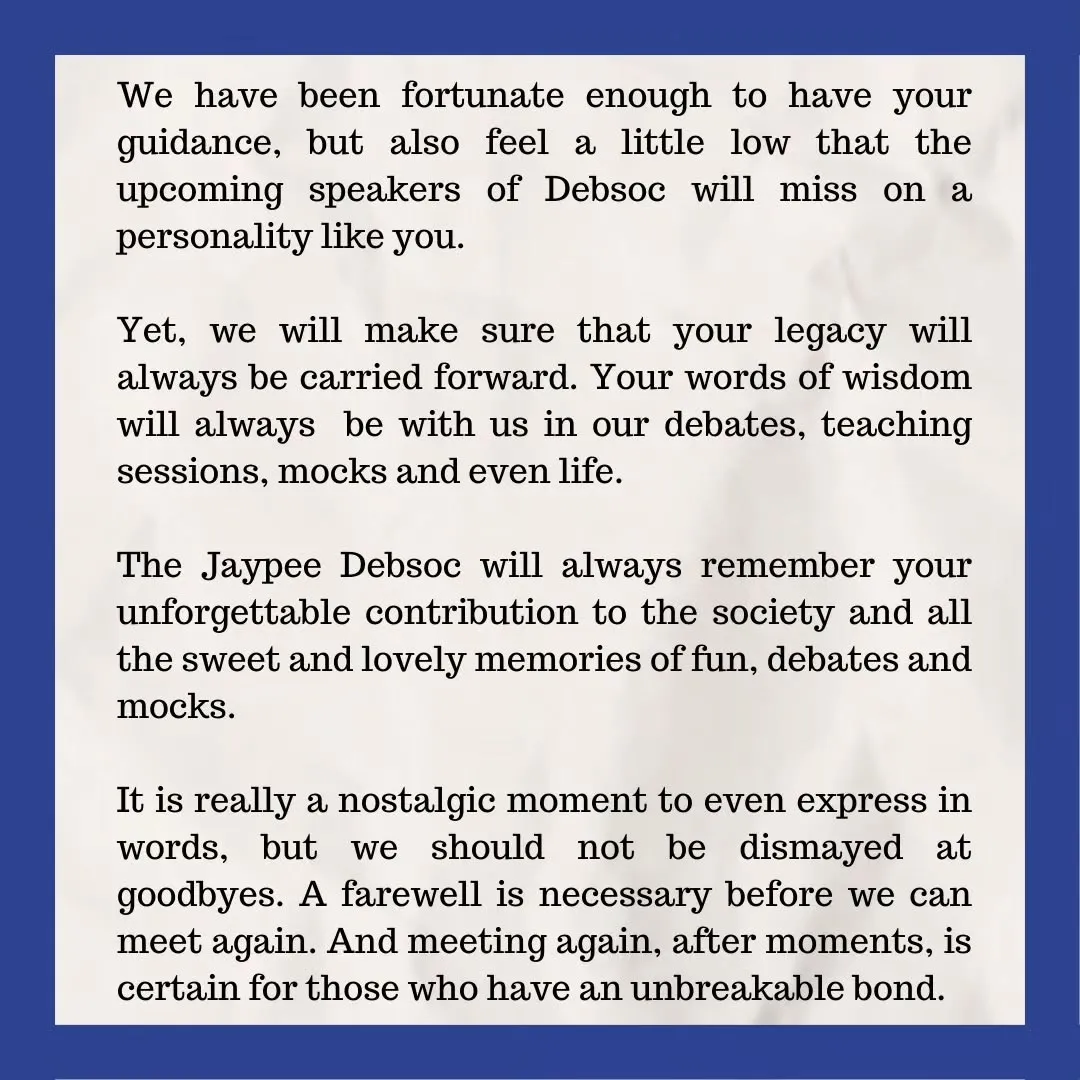 We have been fortunate enough to have your
guidance, but also feel a little low that the
upcoming speakers of Debsoc will miss on a
personality like you.
Yet, we will make sure that your legacy will
always be carried forward. Your words of wisdom
will always  be with us in our debates, teaching
sessions, mocks and even life.
The Jaypee Debsoc will always remember your
unforgettable contribution to the society and all
the sweet and lovely memories of fun, debates and
mocks.
It is really a nostalgic moment to even express in
words, but we should not be dismayed at
goodbyes. A farewell is necessary before we can
meet again. And meeting again, after moments, is
certain for those who have an unbreakable bond.